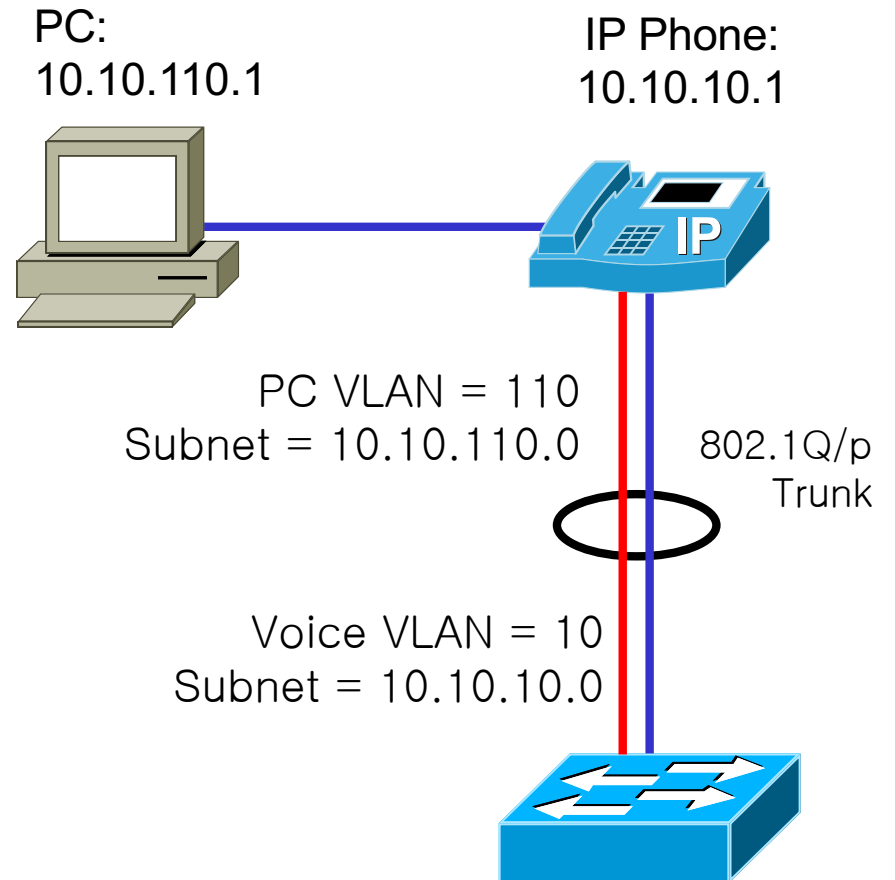 PC:
10.10.110.1
IP Phone:
10.10.10.1
IP
PC VLAN = 110
Subnet = 10.10.110.0
802.1Q/p
Trunk
Voice VLAN = 10
Subnet = 10.10.10.0